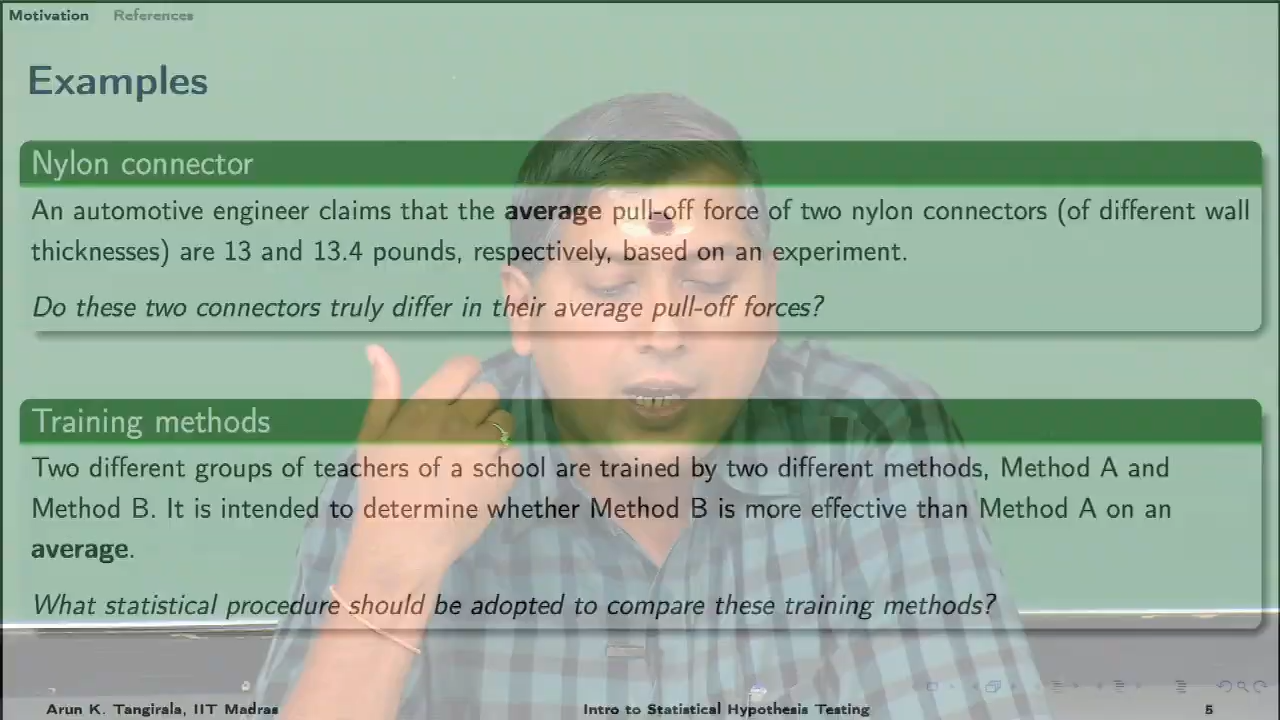 Motivation References
Examples
Nylon connector
An automotive engineer claims that the average pull-off force of two nylon connectors (of different wall
thicknesses) are 13 and 13.4 pounds, respectively, based on an experiment.
Do these two connectors truly differ in their average pull-off forces?
Training methods
Two different groups of teachers of a school are trained by two different methods, Method A and
Method B. It is intended to determine whether Method B is more effective than Method A on an
average.
What statistical procedure should be adopted to compare these training methods?
Arun K. Tangirala, IIT Madras Intro to Statistical Hypothesis Testing 5